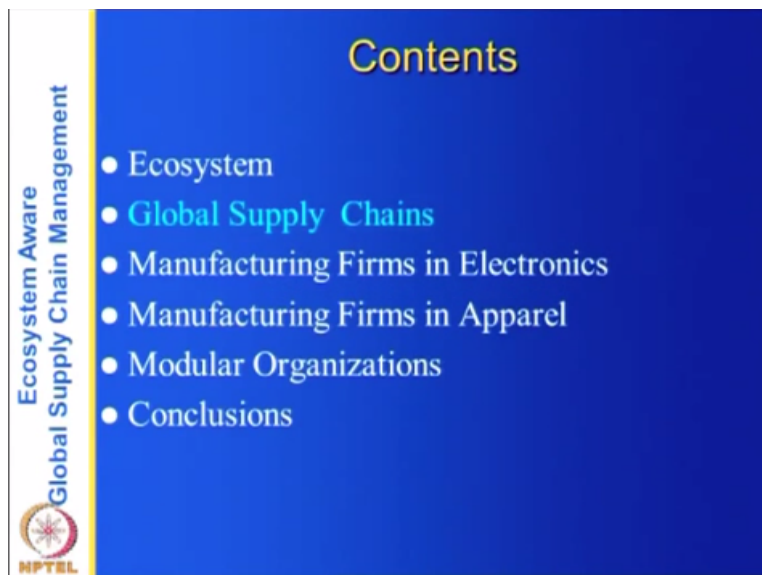 Contents
Ecosystem Aware
Global Supply Chain Management
● Ecosystem
● Global Supply Chains
● Manufacturing Firms in Electronics
● Manufacturing Firms in Apparel
● Modular Organizations
● Conclusions
NPTEL